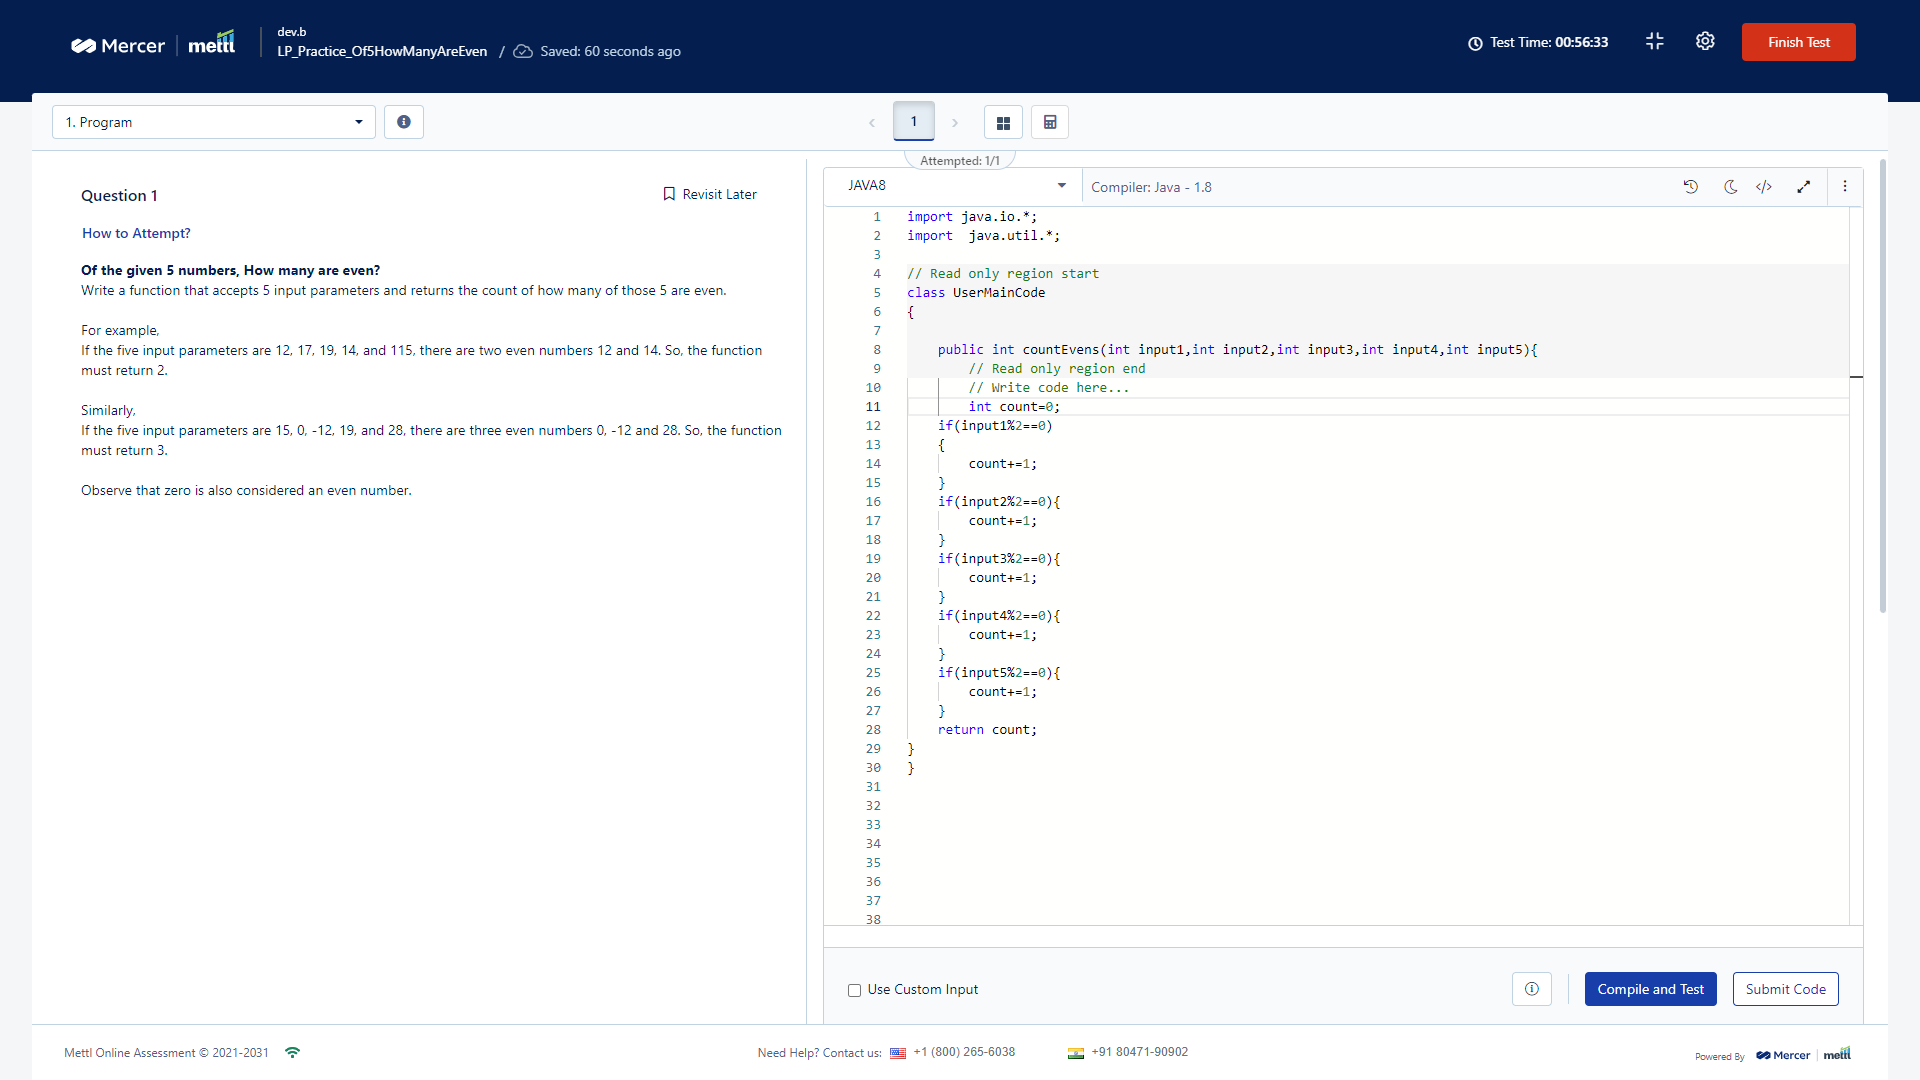 Mercer mettl
dev.b
LP_Practice_Of5HowManyAreEven / Saved: 60 seconds ago
Test Time: 00:56:33
Finish Test
1. Program
1
Attempted: 1/1
Question 1
Revisit Later
How to Attempt?
Of the given 5 numbers, How many are even?
Write a function that accepts 5 input parameters and returns the count of how many of those 5 are even.
For example,
If the five input parameters are 12, 17, 19, 14, and 115, there are two even numbers 12 and 14. So, the function
must return 2.
Similarly,
If the five input parameters are 15, 0, -12, 19, and 28, there are three even numbers 0, -12 and 28. So, the function
must return 3.
Observe that zero is also considered an even number.
JAVA8
Compiler: Java - 1.8
1 import java.io.*;
2 import  java.util.*;
3
4 // Read only region start
5 class UserMainCode
6 {
7
8     public int countEvens(int input1,int input2,int input3,int input4,int input5){
9         // Read only region end
10         // Write code here...
11         int count=0;
12     if(input1%2==0)
13     {
14         count+=1;
15     }
16     if(input2%2==0){
17         count+=1;
18     }
19     if(input3%2==0){
20         count+=1;
21     }
22     if(input4%2==0){
23         count+=1;
24     }
25     if(input5%2==0){
26         count+=1;
27     }
28     return count;
29 }
30 }
31
32
33
34
35
36
37
38
Use Custom Input
Compile and Test
Submit Code
Mettl Online Assessment © 2021-2031
Need Help? Contact us: +1 (800) 265-6038
+91 80471-90902
Powered By Mercer mettl